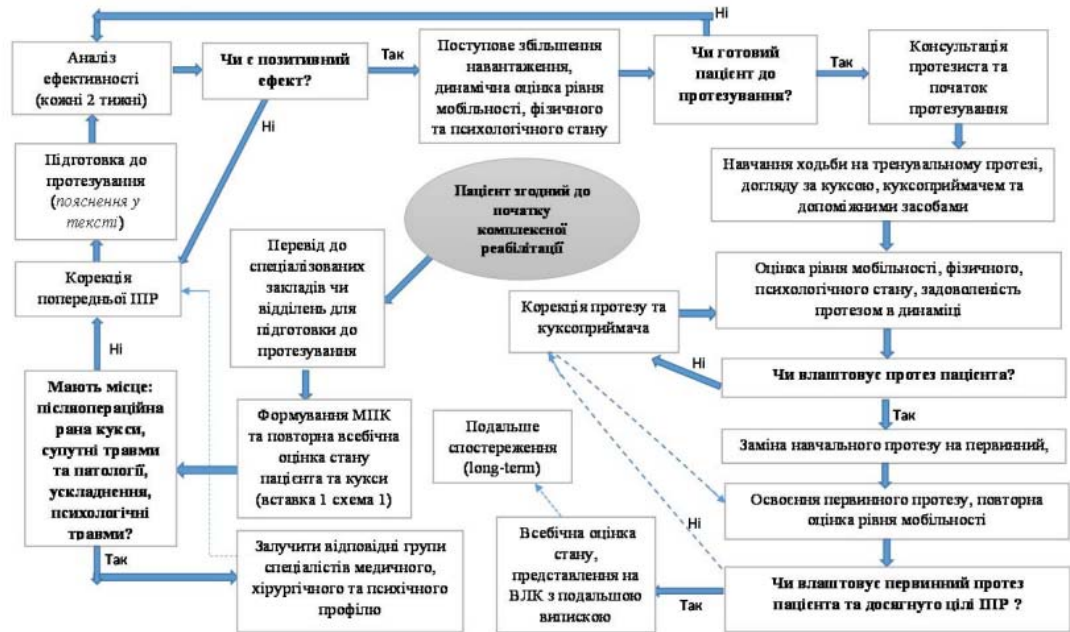 Ні
Аналіз
ефективності
(кожні 2 тижні)
Чи є позитивний
ефект?
Так
Поступове збільшення
навантаження,
динамічна оцінка рівня
мобільності, фізичного
та психологічного стану
Чи готовий
пацієнт до
протезування?
Так
Консультація
протезиста та
початок
протезування
Ні
Ні
Підготовка до
протезування
(пояснення у
тексті)
Навчання ходьби на тренувальному протезі,
догляду за куксою, куксоприймачем та
допоміжними засобами
Пацієнт згодний до
початку
комплексної
реабілітації
Перевід до
спеціалізованих
закладів чи
відділень для
підготовки до
протезування
Корекція
попередньої ІПР
Оцінка рівня мобільності, фізичного,
психологічного стану, задоволеність
протезом в динаміці
Корекція протезу та
куксоприймача
Ні
Ні
Чи влаштовує протез пацієнта?
Так
Мають місце:
післяопераційна
рана кукси,
супутні травми
та патології,
ускладнення,
психологічні
травми?
Формування МПК
та повторна всебічна
оцінка стану
пацієнта та кукси
(вставка 1 схема 1)
Подальше
спостереження
(long-term)
Заміна навчального протезу на первинний,
Освоєння первинного протезу, повторна
оцінка рівня мобільності
Ні
Так
Залучити відповідні групи
спеціалістів медичного,
хірургічного та психічного
профілю
Всебічна оцінка
стану,
представлення на
ВЛК з подальшою
випискою
Так
Чи влаштовує первинний протез
пацієнта та досягнуто цілі ІПР ?